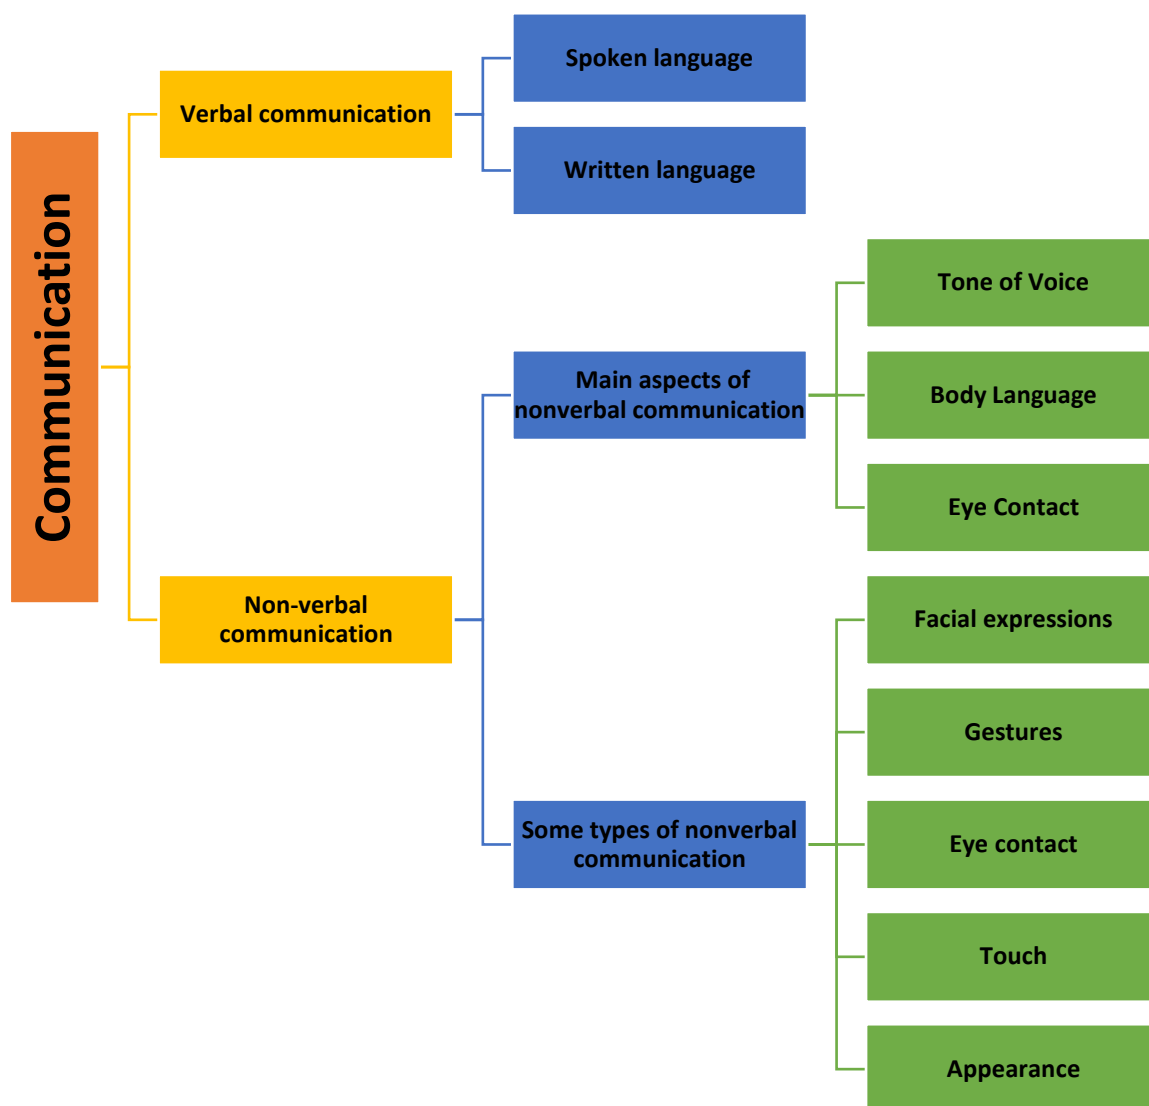 Communication
Verbal communication
Spoken language
Written language
Non-verbal
communication
Main aspects of
nonverbal communication
Tone of Voice
Body Language
Eye Contact
Some types of nonverbal
communication
Facial expressions
Gestures
Eye contact
Touch
Appearance